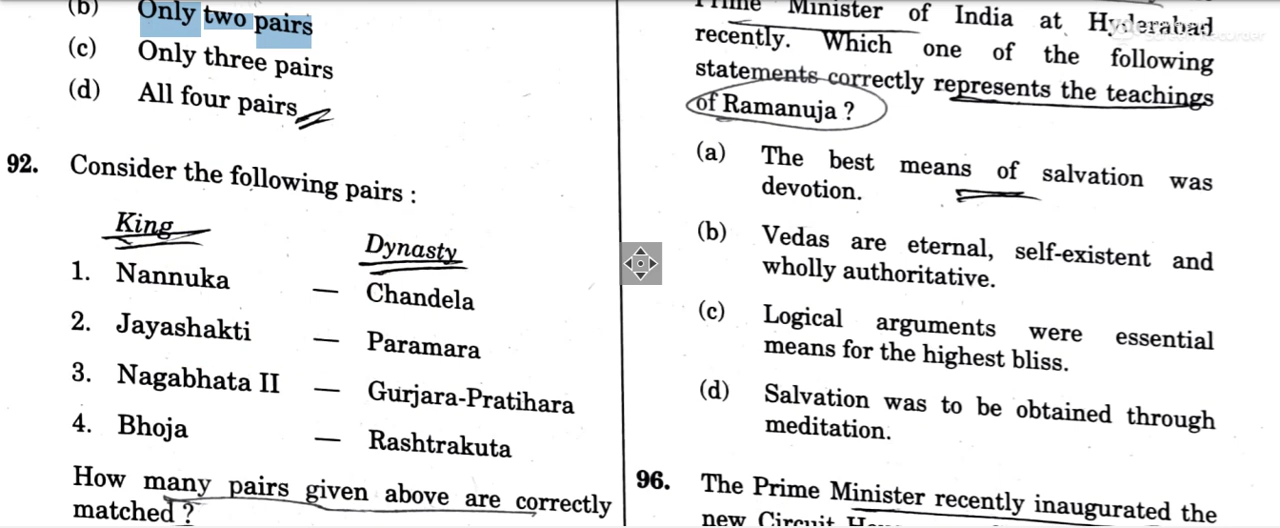 (b) Only two pairs
(c) Only three pairs
(d) All four pairs
92. Consider the following pairs :
King Dynasty
1. Nannuka — Chandela
2. Jayashakti — Paramara
3. Nagabhata II — Gurjara-Pratihara
4. Bhoja — Rashtrakuta
How many pairs given above are correctly
matched ?
Prime Minister of India at Hyderabad
recently. Which one of the following
statements correctly represents the teachings
of Ramanuja ?
(a) The best means of salvation was
devotion.
(b) Vedas are eternal, self-existent and
wholly authoritative.
(c) Logical arguments were essential
means for the highest bliss.
(d) Salvation was to be obtained through
meditation.
96. The Prime Minister recently inaugurated the
new Circuit